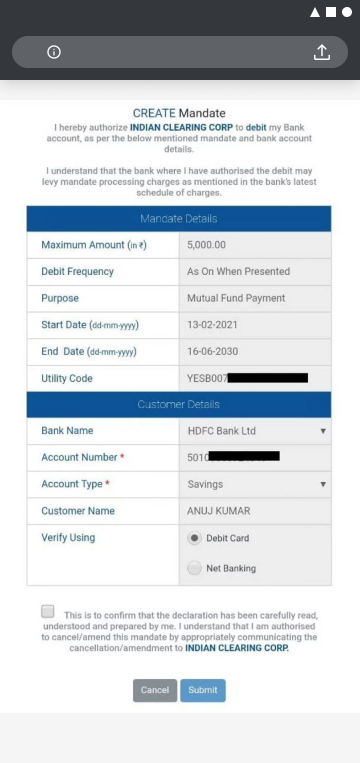 CREATE Mandate
I hereby authorize INDIAN CLEARING CORP to debit my Bank
account, as per the below mentioned mandate and bank account
details.
I understand that the bank where I have authorised the debit may
levy mandate processing charges as mentioned in the bank's latest
schedule of charges.
Mandate Details
Maximum Amount (in ₹) 5,000.00
Debit Frequency As On When Presented
Purpose Mutual Fund Payment
Start Date (dd-mm-yyyy) 13-02-2021
End Date (dd-mm-yyyy) 16-06-2030
Utility Code YESB007
Customer Details
Bank Name HDFC Bank Ltd
Account Number * 5010
Account Type * Savings
Customer Name ANUJ KUMAR
Verify Using Debit Card
Net Banking
This is to confirm that the declaration has been carefully read,
understood and prepared by me. I understand that I am authorised
to cancel/amend this mandate by appropriately communicating the
cancellation/amendment to INDIAN CLEARING CORP.
Cancel Submit